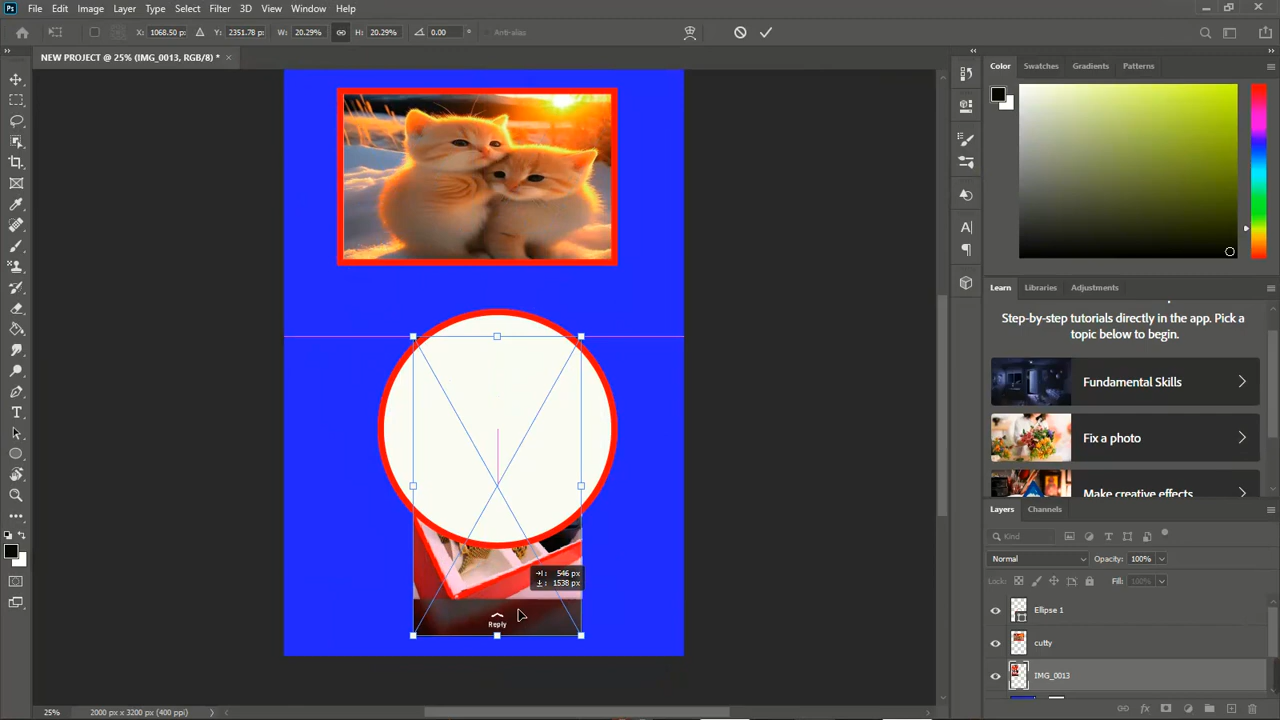 Ps File Edit Image Layer Type Select Filter 3D View Window Help
X: 1068.50 px Y: 2351.78 px W: 20.29% H: 20.29% 0.00 ° Anti-alias
NEW PROJECT @ 25% (IMG_0013, RGB/8) * ×
Color Swatches Gradients Patterns
Learn Libraries Adjustments
Step-by-step tutorials directly in the app. Pick a
topic below to begin.
Fundamental Skills
Fix a photo
Make creative effects
Layers Channels
Kind
Normal Opacity: 100%
Lock: Fill: 100%
Ellipse 1
cutty
IMG_0013
546 px
1538 px
Reply
25% 2000 px x 3200 px (400 ppi)